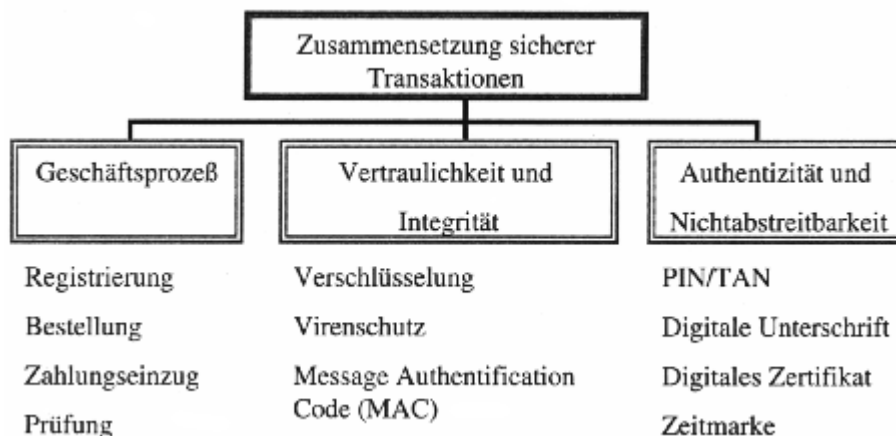 Zusammensetzung sicherer
Transaktionen
Geschäftsprozeß
Vertraulichkeit und
Integrität
Authentizität und
Nichtabstreitbarkeit
Registrierung
Bestellung
Zahlungseinzug
Prüfung
Verschlüsselung
Virenschutz
Message Authentification
Code (MAC)
PIN/TAN
Digitale Unterschrift
Digitales Zertifikat
Zeitmarke